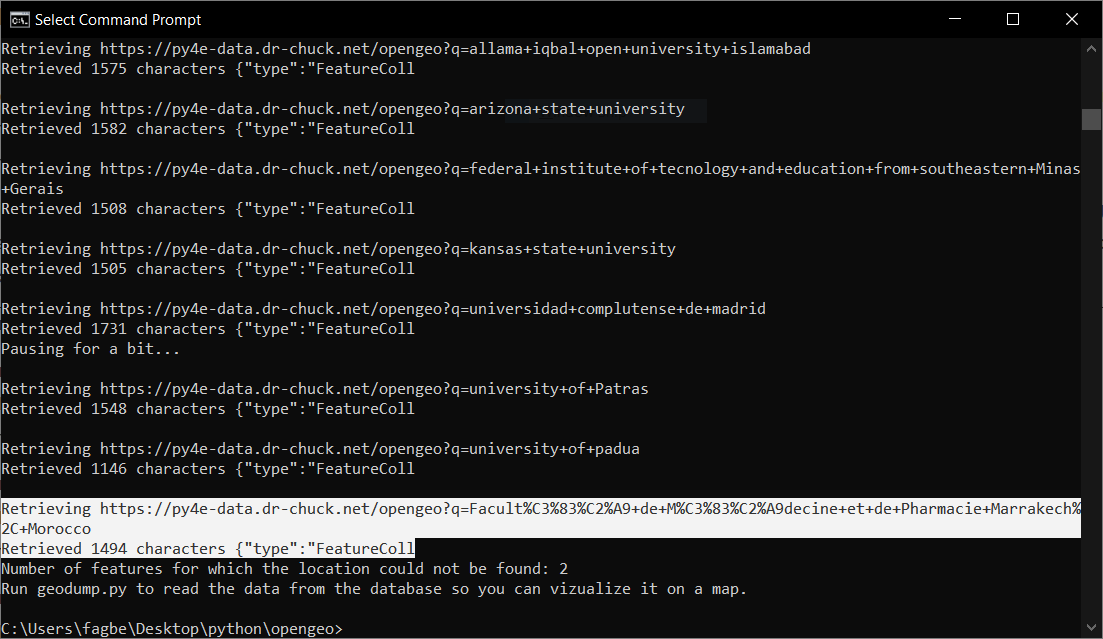 Select Command Prompt
Retrieving https://py4e-data.dr-chuck.net/opengeo?q=allama+iqbal+open+university+islamabad
Retrieved 1575 characters {"type":"FeatureColl
Retrieving https://py4e-data.dr-chuck.net/opengeo?q=arizona+state+university
Retrieved 1582 characters {"type":"FeatureColl
Retrieving https://py4e-data.dr-chuck.net/opengeo?q=federal+institute+of+tecnology+and+education+from+southeastern+Minas
+Gerais
Retrieved 1508 characters {"type":"FeatureColl
Retrieving https://py4e-data.dr-chuck.net/opengeo?q=kansas+state+university
Retrieved 1505 characters {"type":"FeatureColl
Retrieving https://py4e-data.dr-chuck.net/opengeo?q=universidad+complutense+de+madrid
Retrieved 1731 characters {"type":"FeatureColl
Pausing for a bit...
Retrieving https://py4e-data.dr-chuck.net/opengeo?q=university+of+Patras
Retrieved 1548 characters {"type":"FeatureColl
Retrieving https://py4e-data.dr-chuck.net/opengeo?q=university+of+padua
Retrieved 1146 characters {"type":"FeatureColl
Retrieving https://py4e-data.dr-chuck.net/opengeo?q=Facult%C3%83%C2%A9+de+M%C3%83%C2%A9decine+et+de+Pharmacie+Marrakech%
2C+Morocco
Retrieved 1494 characters {"type":"FeatureColl
Number of features for which the location could not be found: 2
Run geodump.py to read the data from the database so you can vizualize it on a map.
C:\Users\fagbe\Desktop\python\opengeo>